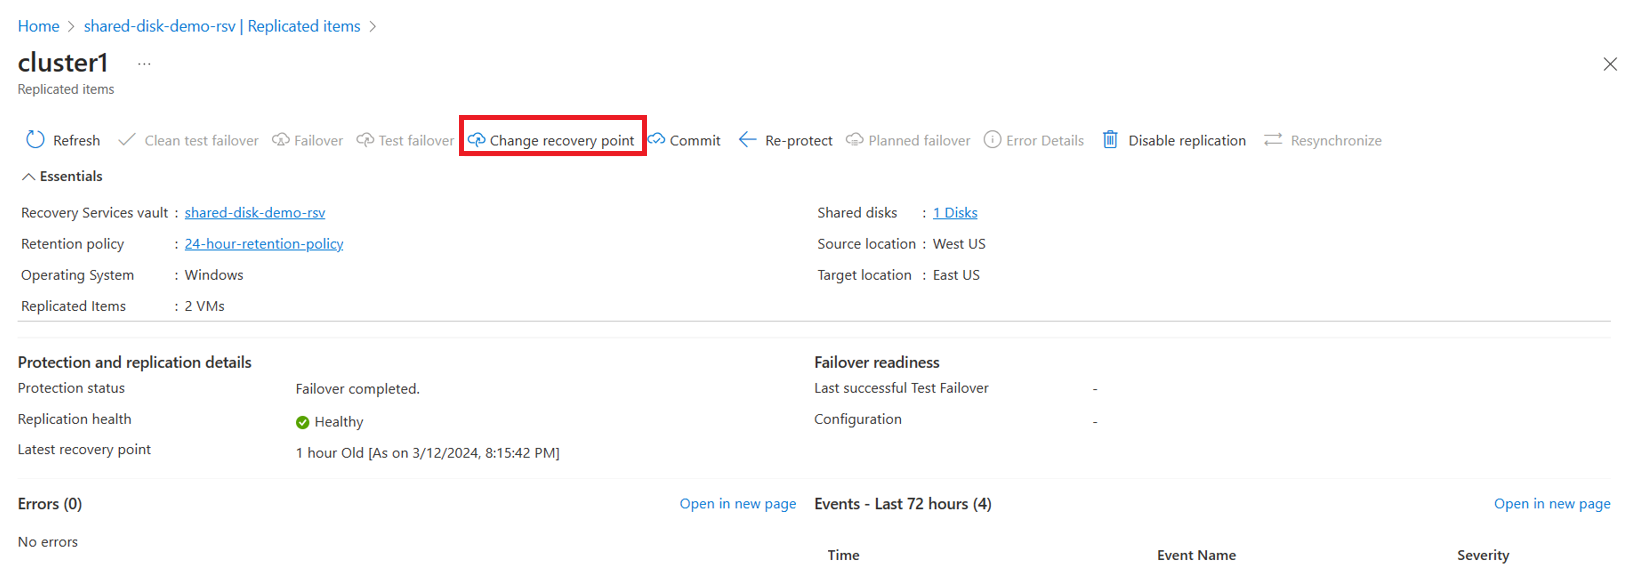 Home > shared-disk-demo-rsv | Replicated items >
cluster1 ...
Replicated items
Refresh Clean test failover Failover Test failover Change recovery point Commit Re-protect Planned failover Error Details Disable replication Resynchronize
Essentials
Recovery Services vault : shared-disk-demo-rsv
Retention policy : 24-hour-retention-policy
Operating System : Windows
Replicated Items : 2 VMs
Shared disks : 1 Disks
Source location : West US
Target location : East US
Protection and replication details
Protection status Failover completed.
Replication health Healthy
Latest recovery point 1 hour Old [As on 3/12/2024, 8:15:42 PM]
Failover readiness
Last successful Test Failover -
Configuration -
Errors (0) Open in new page
No errors
Events - Last 72 hours (4) Open in new page
Time Event Name Severity